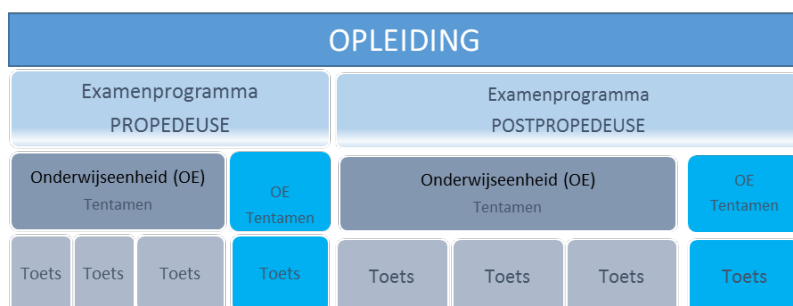 OPLEIDING
Examenprogramma
PROPEDEUSE
Examenprogramma
POSTPROPEDEUSE
Onderwijseenheid (OE)
Tentamen
OE
Tentamen
Onderwijseenheid (OE)
Tentamen
OE
Tentamen
Toets
Toets
Toets
Toets
Toets
Toets
Toets
Toets